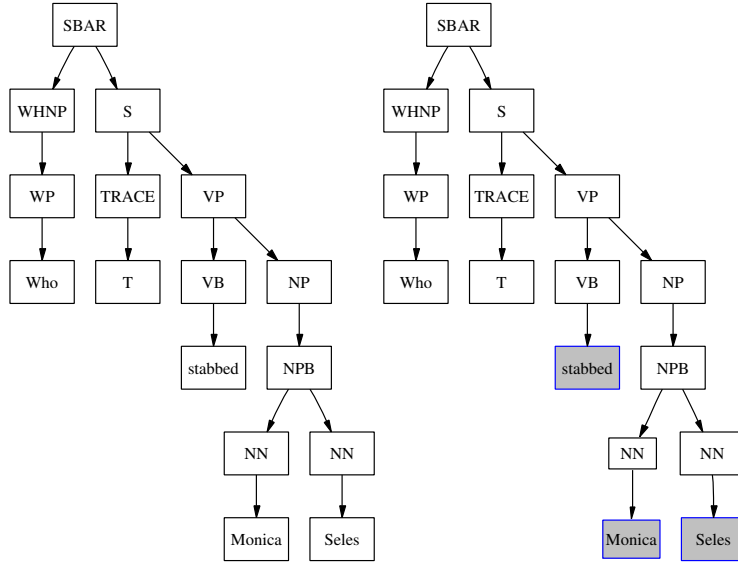 SBAR SBAR
WHNP S WHNP S
WP TRACE VP WP TRACE VP
Who T VB NP Who T VB NP
stabbed NPB stabbed NPB
NN NN NN NN
Monica Seles Monica Seles